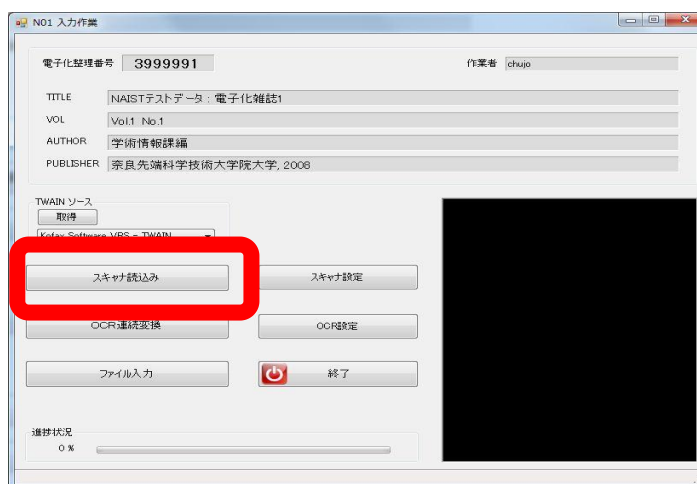 N01 入力作業
電子化整理番号 3999991 作業者 chujo
TITLE NAISTテストデータ：電子化雑誌1
VOL Vol.1 No.1
AUTHOR 学術情報課編
PUBLISHER 奈良先端科学技術大学院大学, 2008
TWAIN ソース
取得
Kofax Software VRS - TWAIN
スキャナ読込み スキャナ設定
OCR連続変換 OCR設定
ファイル入力 終了
進捗状況
0 %